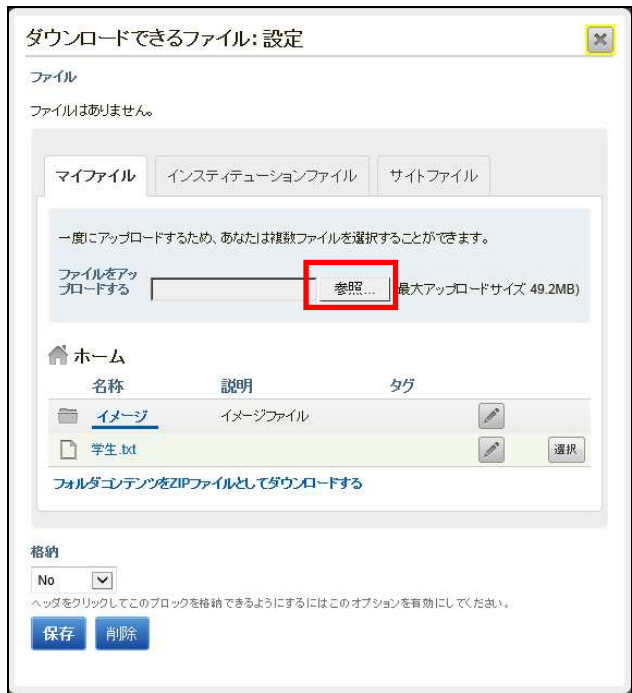 ダウンロードできるファイル: 設定
ファイル
ファイルはありません。
マイファイル インスティテューションファイル サイトファイル
一度にアップロードするため、あなたは複数ファイルを選択することができます。
ファイルをアッ
プロードする 参照... 最大アップロードサイズ 49.2MB)
ホーム
名称 説明 タグ
イメージ イメージファイル
学生.txt 選択
フォルダコンテンツをZIPファイルとしてダウンロードする
格納
No
ヘッダをクリックしてこのブロックを格納できるようにするにはこのオプションを有効にしてください。
保存 削除